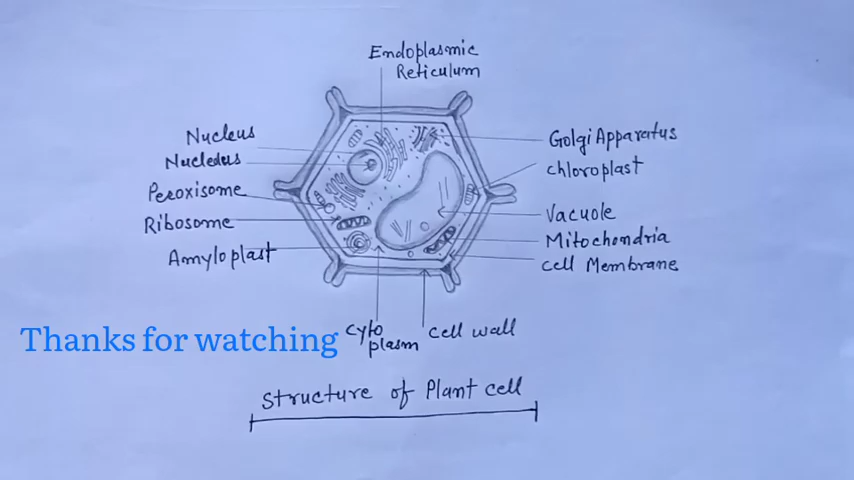 Endoplasmic
Reticulum
Nucleus
Nucleolus
Peroxisome
Ribosome
Amyloplast
Golgi Apparatus
chloroplast
Vacuole
Mitochondria
cell Membrane
Thanks for watching
cyto
plasm
cell wall
Structure of Plant cell